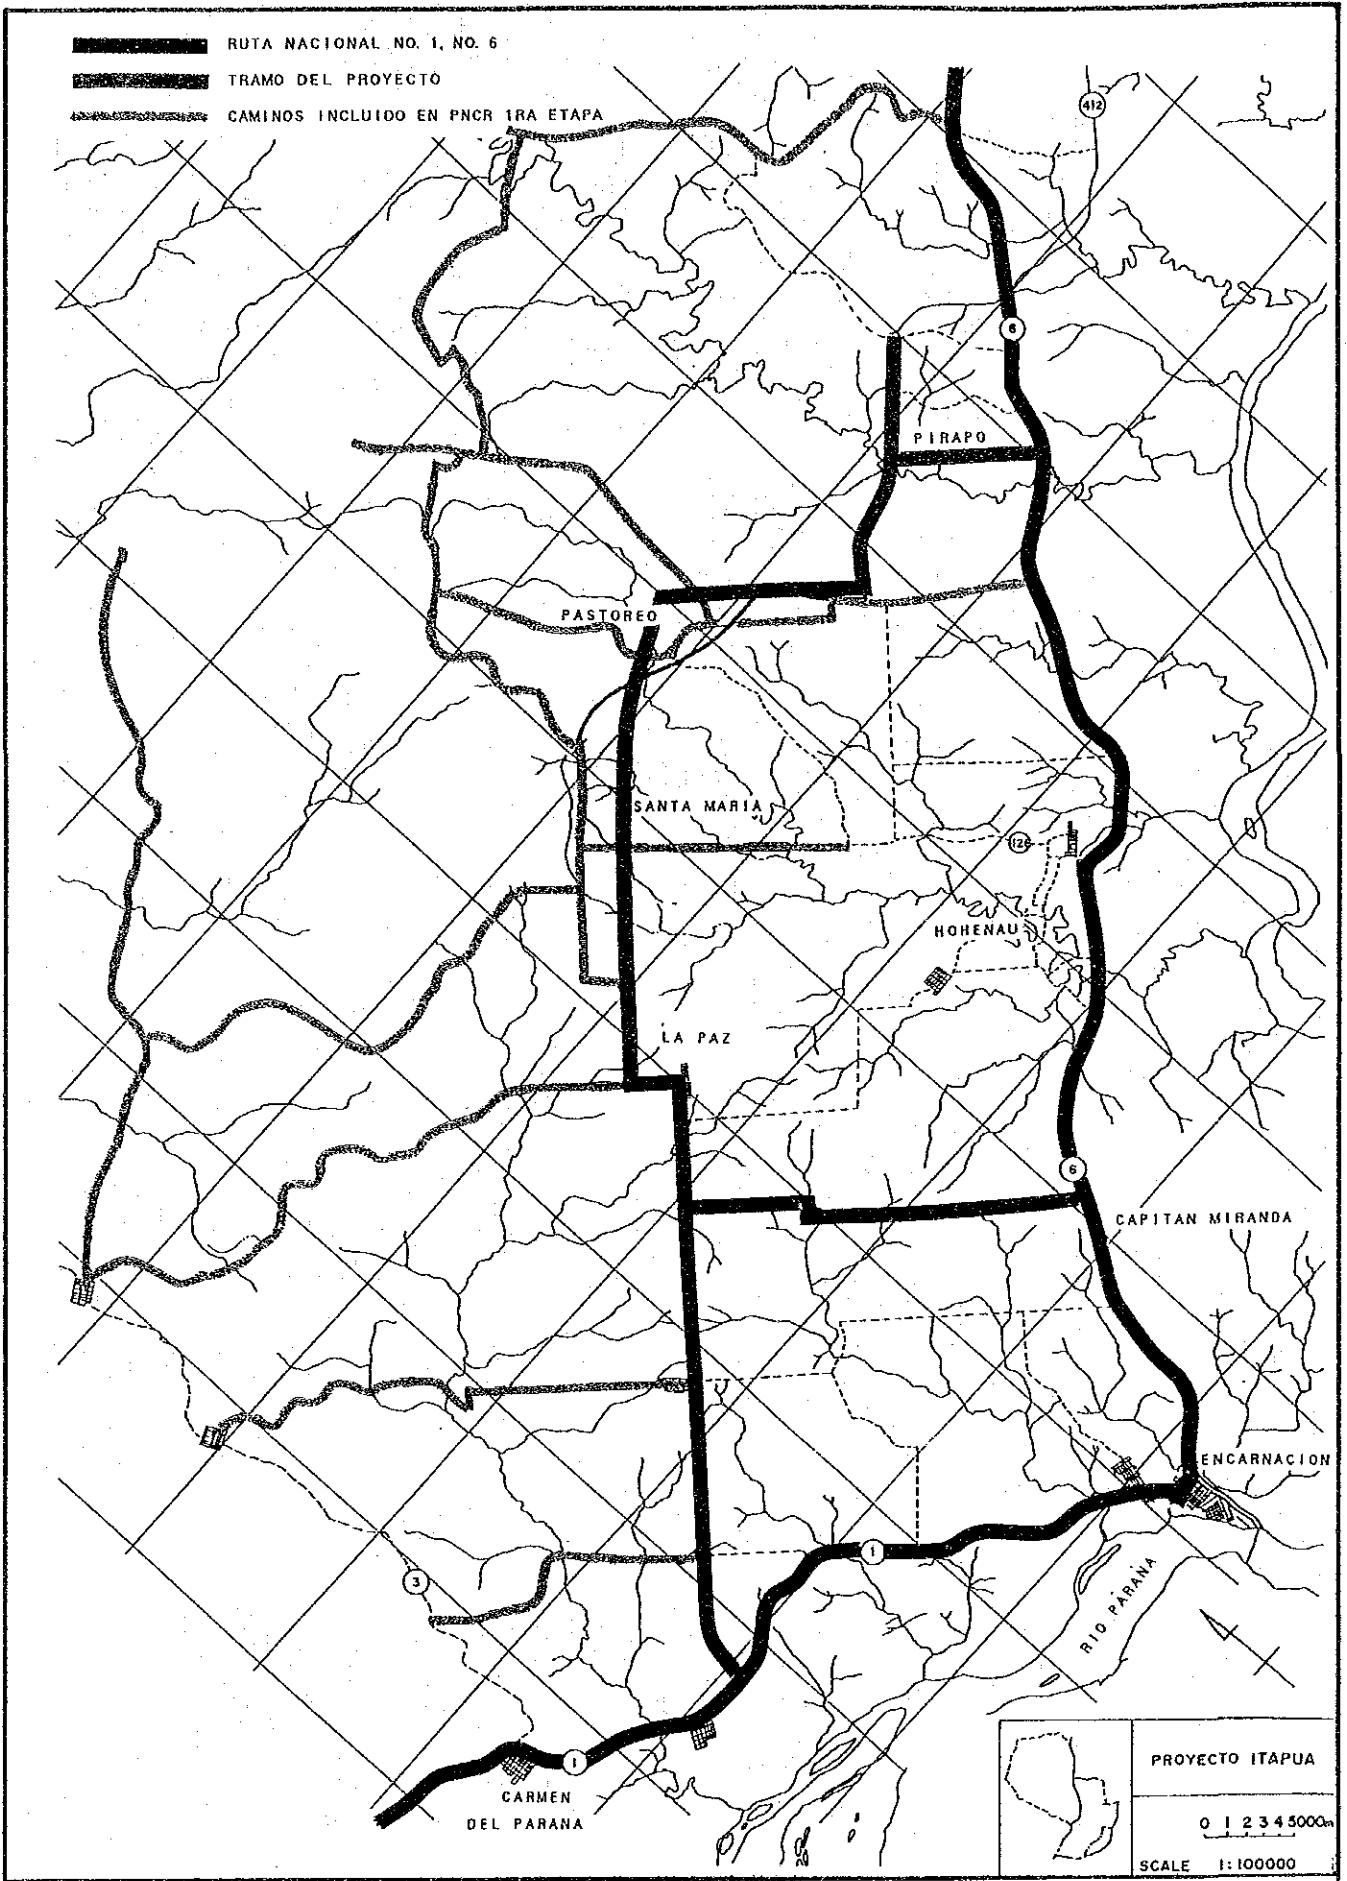 RUTA NACIONAL NO. 1, NO. 6
TRAMO DEL PROYECTO
CAMINOS INCLUIDO EN PNCR 1RA ETAPA
412
6
PIRAPO
PASTOREO
SANTA MARIA
126
HOHENAU
LA PAZ
6
CAPITAN MIRANDA
ENCARNACION
1
3
RIO PARANA
1
CARMEN
DEL PARANA
PROYECTO ITAPUA
0 1 2 3 4 5000m
SCALE 1:100000